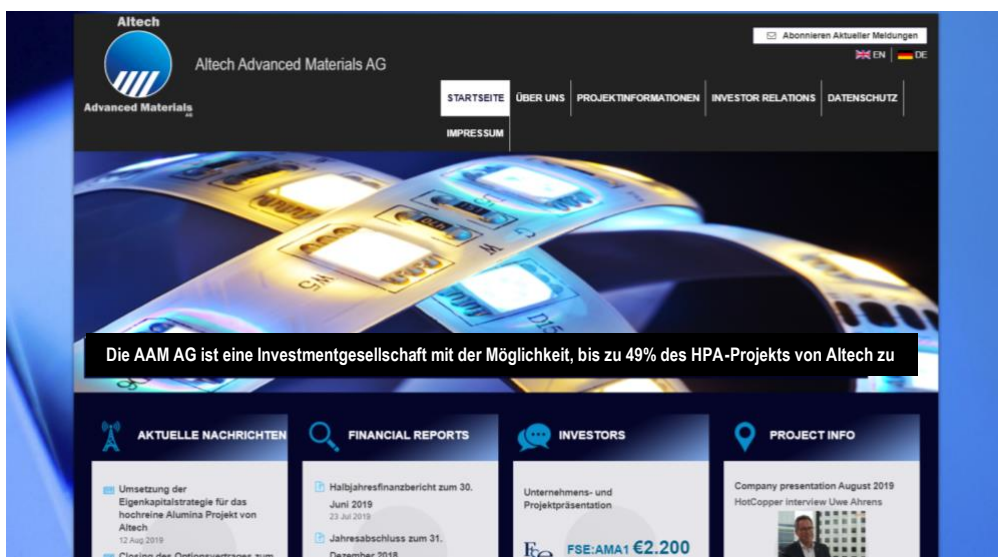 Altech
Advanced Materials
AG
Altech Advanced Materials AG
Abonnieren Aktueller Meldungen
EN
DE
STARTSEITE
ÜBER UNS
PROJEKTINFORMATIONEN
INVESTOR RELATIONS
DATENSCHUTZ
IMPRESSUM
W5
CW
W
G
D15
Die AAM AG ist eine Investmentgesellschaft mit der Möglichkeit, bis zu 49% des HPA-Projekts von Altech zu
AKTUELLE NACHRICHTEN
Umsetzung der
Eigenkapitalstrategie für das
hochreine Alumina Projekt von
Altech
12 Aug 2019
Closing des Optionsvertrages zum
FINANCIAL REPORTS
Halbjahresfinanzbericht zum 30.
Juni 2019
23 Jul 2019
Jahresabschluss zum 31.
Dezember 2018
INVESTORS
Unternehmens- und
Projektpräsentation
FSE:AMA1 €2.200
PROJECT INFO
Company presentation August 2019
HotCopper interview Uwe Ahrens